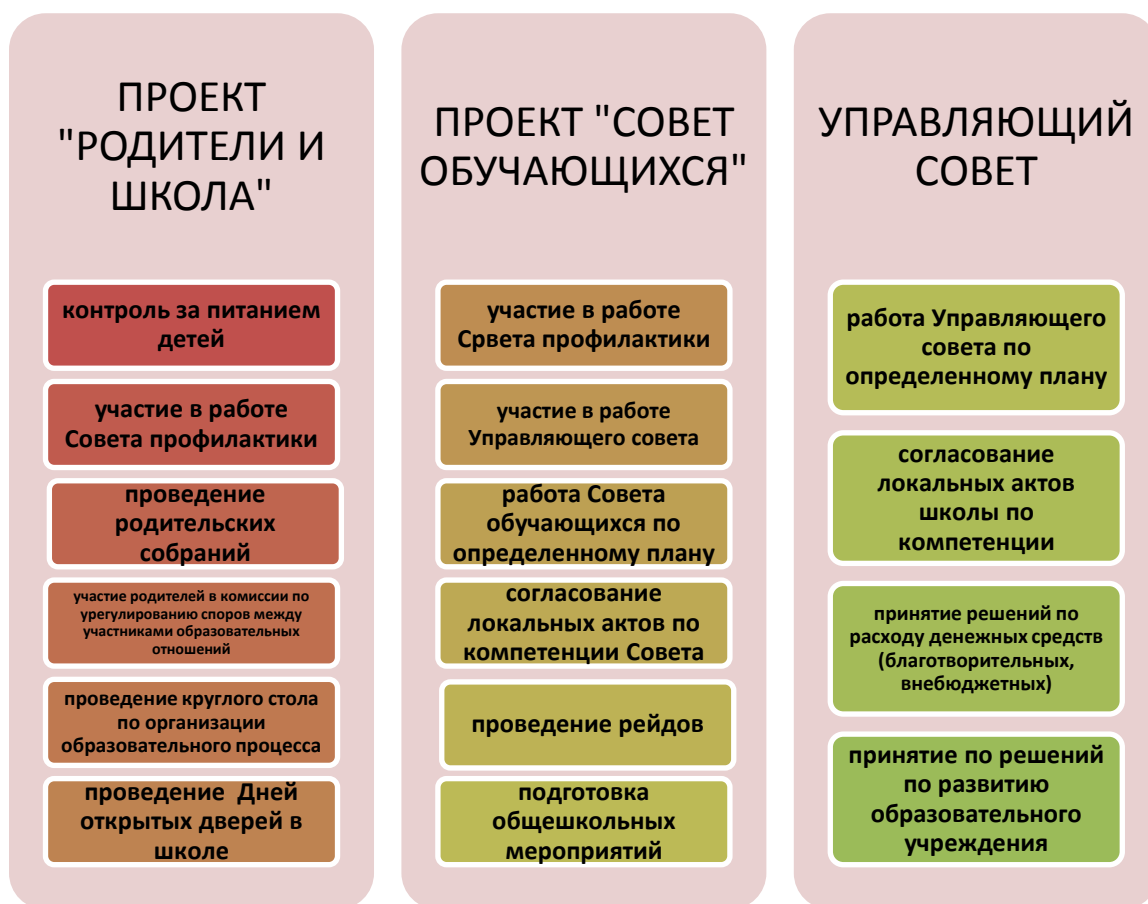 ПРОЕКТ
"РОДИТЕЛИ И
ШКОЛА"
контроль за питанием
детей
участие в работе
Совета профилактики
проведение
родительских
собраний
участие родителей в комиссии по
урегулированию споров между
участниками образовательных
отношений
проведение круглого стола
по организации
образовательного процесса
проведение Дней
открытых дверей в
школе
ПРОЕКТ "СОВЕТ
ОБУЧАЮЩИХСЯ"
участие в работе
Срвета профилактики
участие в работе
Управляющего совета
работа Совета
обучающихся по
определенному плану
согласование
локальных актов по
компетенции Совета
проведение рейдов
подготовка
общешкольных
мероприятий
УПРАВЛЯЮЩИЙ
СОВЕТ
работа Управляющего
совета по
определенному плану
согласование
локальных актов
школы по
компетенции
принятие решений по
расходу денежных средств
(благотворительных,
внебюджетных)
принятие по решений
по развитию
образовательного
учреждения